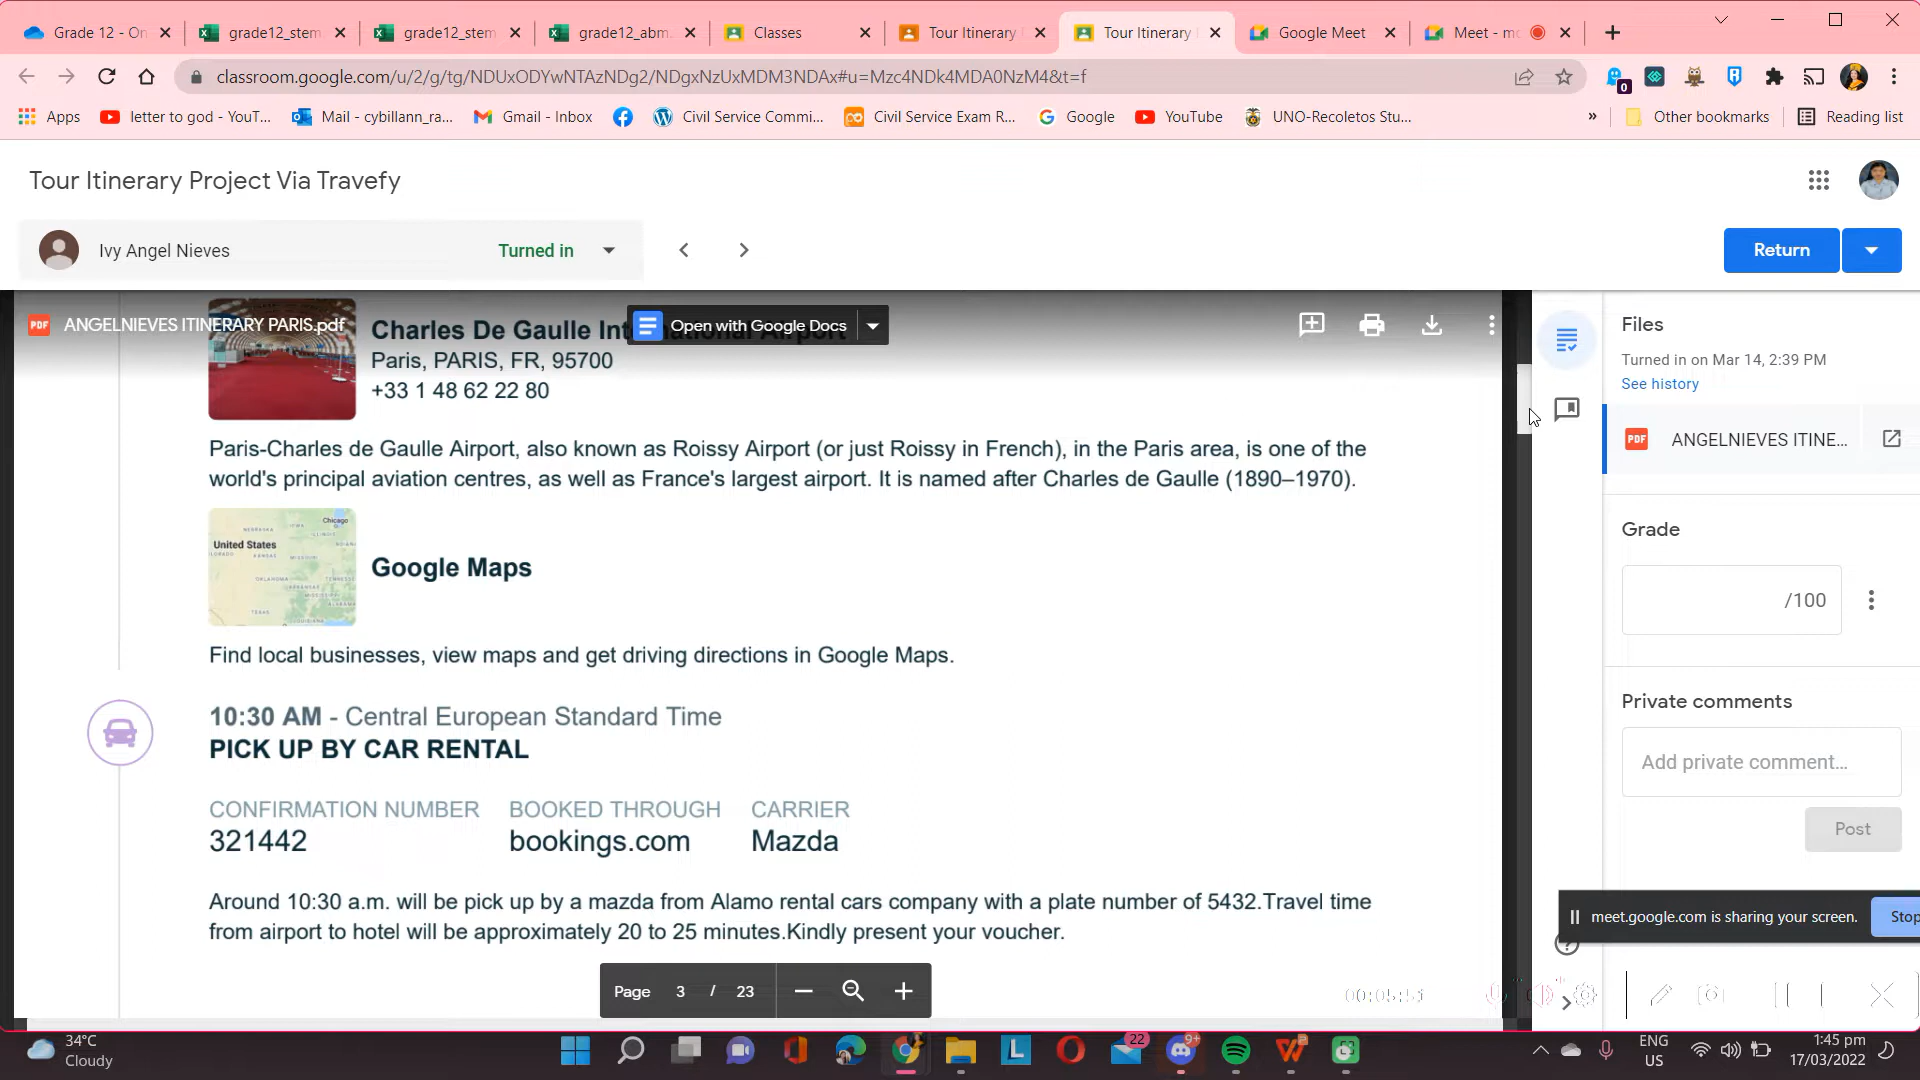 Grade 12 - On
grade12_stem
grade12_stem
grade12_abm
Classes
Tour Itinerary
Tour Itinerary
Google Meet
Meet - m
classroom.google.com/u/2/g/tg/NDUxODYwNTAzNDg2/NDgxNzUxMDM3NDAx#u=Mzc4NDk4MDA0NzM4&t=f
0
Apps
letter to god - YouT...
Mail - cybillann_ra...
Gmail - Inbox
Civil Service Commi...
Civil Service Exam R...
Google
YouTube
UNO-Recoletos Stu...
»
Other bookmarks
Reading list
Tour Itinerary Project Via Travefy
Ivy Angel Nieves
Turned in
Return
PDF
ANGELNIEVES ITINERARY PARIS.pdf
Open with Google Docs
Charles De Gaulle International Airport
Paris, PARIS, FR, 95700
+33 1 48 62 22 80
Paris-Charles de Gaulle Airport, also known as Roissy Airport (or just Roissy in French), in the Paris area, is one of the
world's principal aviation centres, as well as France's largest airport. It is named after Charles de Gaulle (1890–1970).
Chicago
United States
Google Maps
Find local businesses, view maps and get driving directions in Google Maps.
10:30 AM - Central European Standard Time
PICK UP BY CAR RENTAL
CONFIRMATION NUMBER BOOKED THROUGH CARRIER
321442 bookings.com Mazda
Around 10:30 a.m. will be pick up by a mazda from Alamo rental cars company with a plate number of 5432.Travel time
from airport to hotel will be approximately 20 to 25 minutes.Kindly present your voucher.
Page 3 / 23
Files
Turned in on Mar 14, 2:39 PM
See history
PDF
ANGELNIEVES ITINE...
Grade
/100
Private comments
Add private comment...
Post
meet.google.com is sharing your screen.
Stop
34°C
Cloudy
22
9+
ENG
US
1:45 pm
17/03/2022